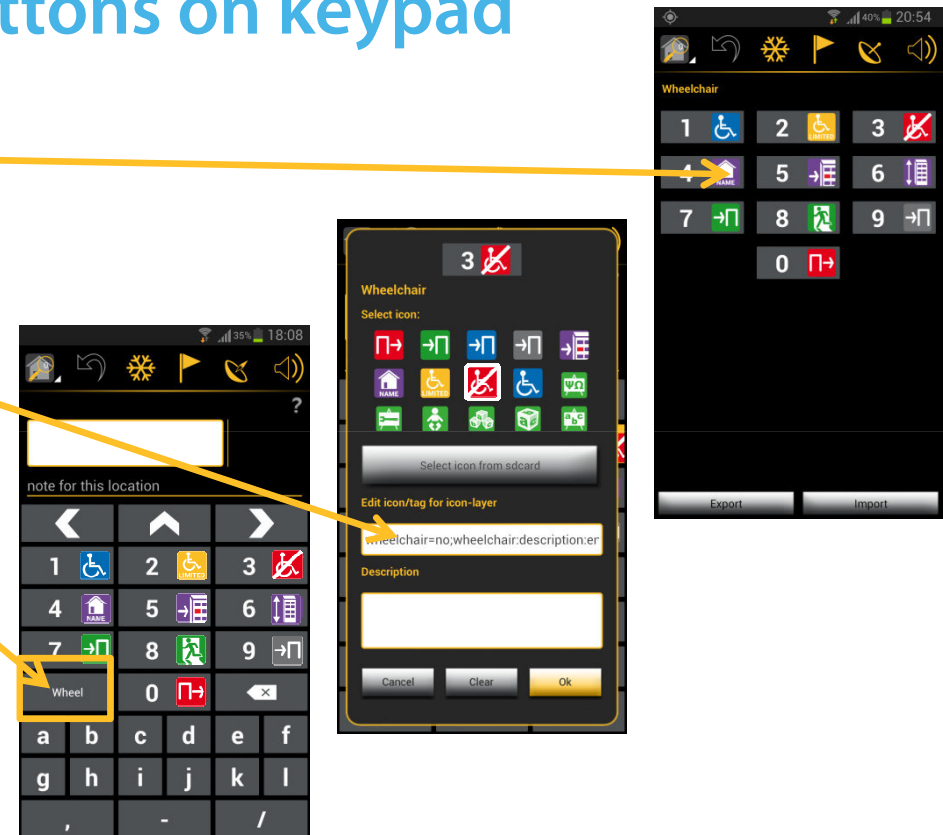 ttons on keypad
40% 20:54
Wheelchair
1 2 LIMITED 3
4 NAME 5 6
7 8 9
0
Export Import
3
Wheelchair
Select icon:
NAME LIMITED ΨΩ
a b c
Select icon from sdcard
Edit icon/tag for icon-layer
wheelchair=no;wheelchair:description:er
Description
Cancel Clear Ok
35% 18:08
?
note for this location
1 2 LIMITED 3
4 NAME 5 6
7 8 9
Wheel 0
a b c d e f
g h i j k l
, - /